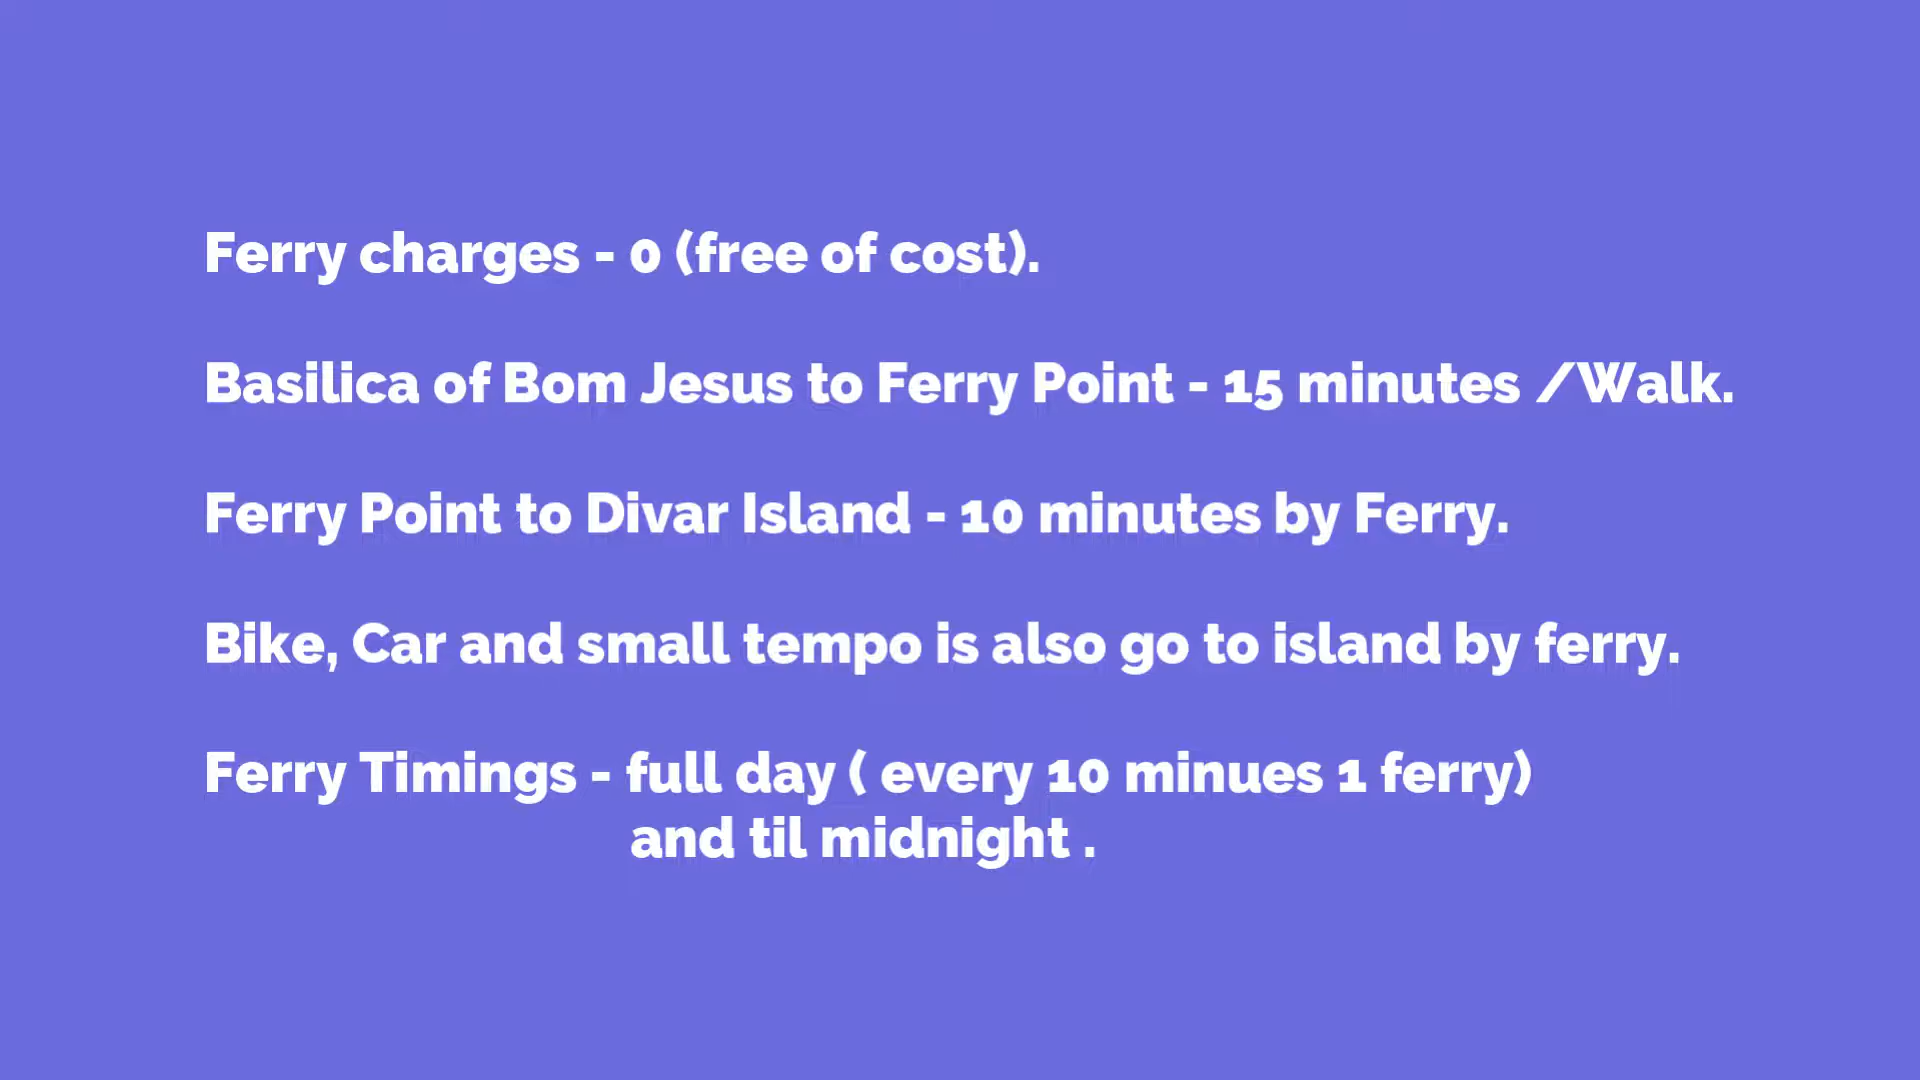 Ferry charges - 0 (free of cost).
Basilica of Bom Jesus to Ferry Point - 15 minutes /Walk.
Ferry Point to Divar Island - 10 minutes by Ferry.
Bike, Car and small tempo is also go to island by ferry.
Ferry Timings - full day ( every 10 minues 1 ferry)
and til midnight .